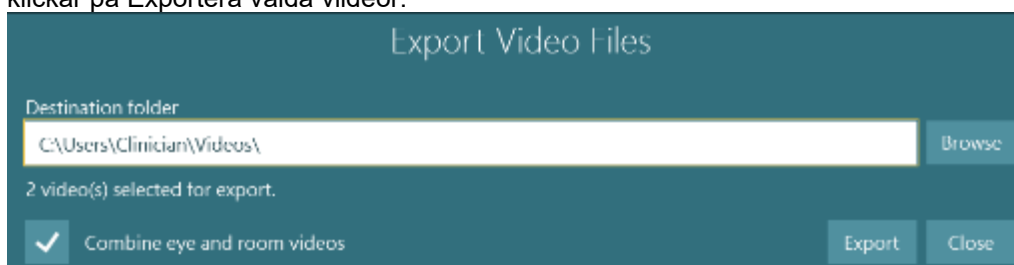 klickar på Exportera valda viideor.
Export Video Files
Destination folder
C:\Users\Clinician\Videos\
Browse
2 video(s) selected for export.
Combine eye and room videos
Export
Close